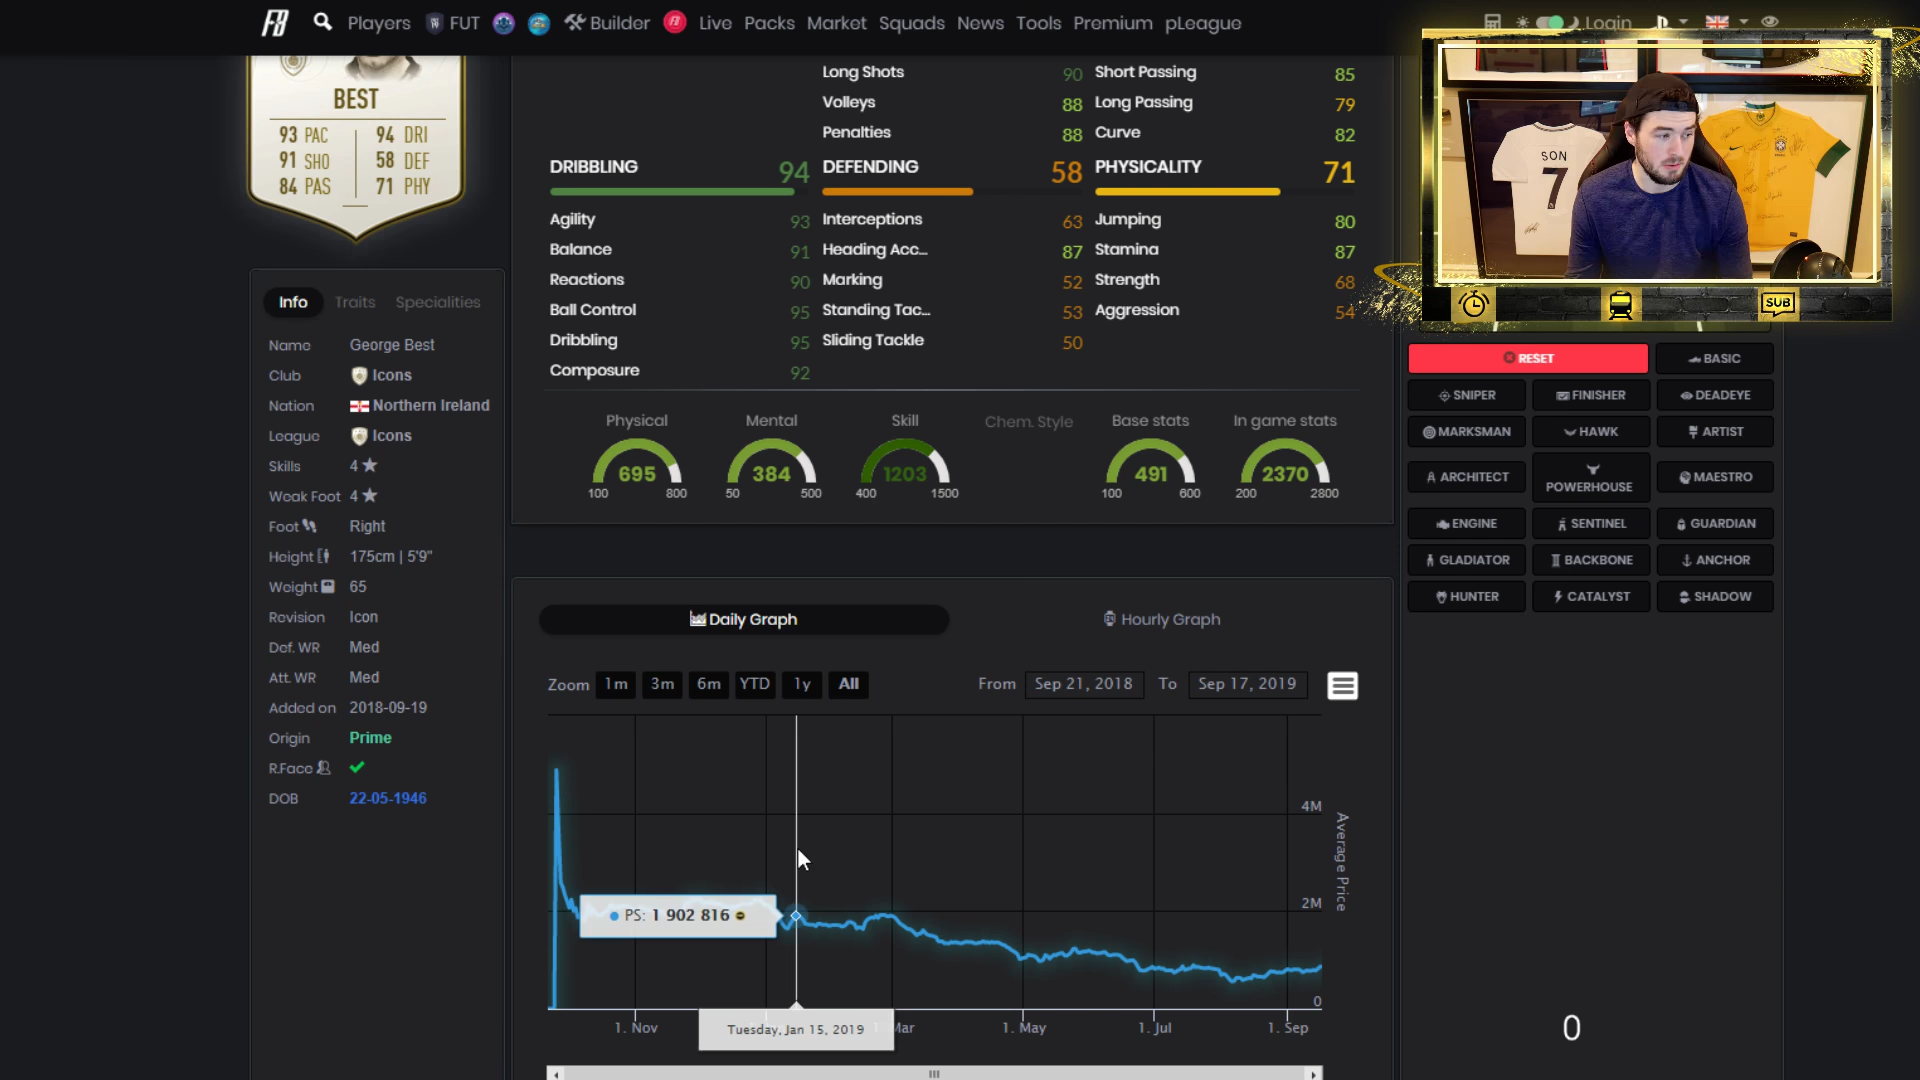 Players FUT Builder Live Packs Market Squads News Tools Premium pLeague Login
BEST
93 PAC 94 DRI
91 SHO 58 DEF
84 PAS 71 PHY
Long Shots 90 Short Passing 85
Volleys 88 Long Passing 79
Penalties 88 Curve 82
DRIBBLING 94 DEFENDING 58 PHYSICALITY 71
Agility 93 Interceptions 63 Jumping 80
Balance 91 Heading Acc... 87 Stamina 87
Reactions 90 Marking 52 Strength 68
Ball Control 95 Standing Tac... 53 Aggression 54
Dribbling 95 Sliding Tackle 50
Composure 92
Physical Mental Skill Chem. Style Base stats In game stats
695 384 1203 491 2370
100 800 50 500 400 1500 100 600 200 2800
Info Traits Specialities
Name George Best
Club Icons
Nation Northern Ireland
League Icons
Skills 4
Weak Foot 4
Foot Right
Height 175cm | 5'9"
Weight 65
Revision Icon
Def. WR Med
Att. WR Med
Added on 2018-09-19
Origin Prime
R.Face
DOB 22-05-1946
Daily Graph Hourly Graph
Zoom 1m 3m 6m YTD 1y All From Sep 21, 2018 To Sep 17, 2019
4M
2M
0
Average Price
PS: 1 902 816
1. Nov Mar 1. May 1. Jul 1. Sep
Tuesday, Jan 15, 2019
SON
7
SUB
RESET BASIC
SNIPER FINISHER DEADEYE
MARKSMAN HAWK ARTIST
ARCHITECT POWERHOUSE MAESTRO
ENGINE SENTINEL GUARDIAN
GLADIATOR BACKBONE ANCHOR
HUNTER CATALYST SHADOW
0